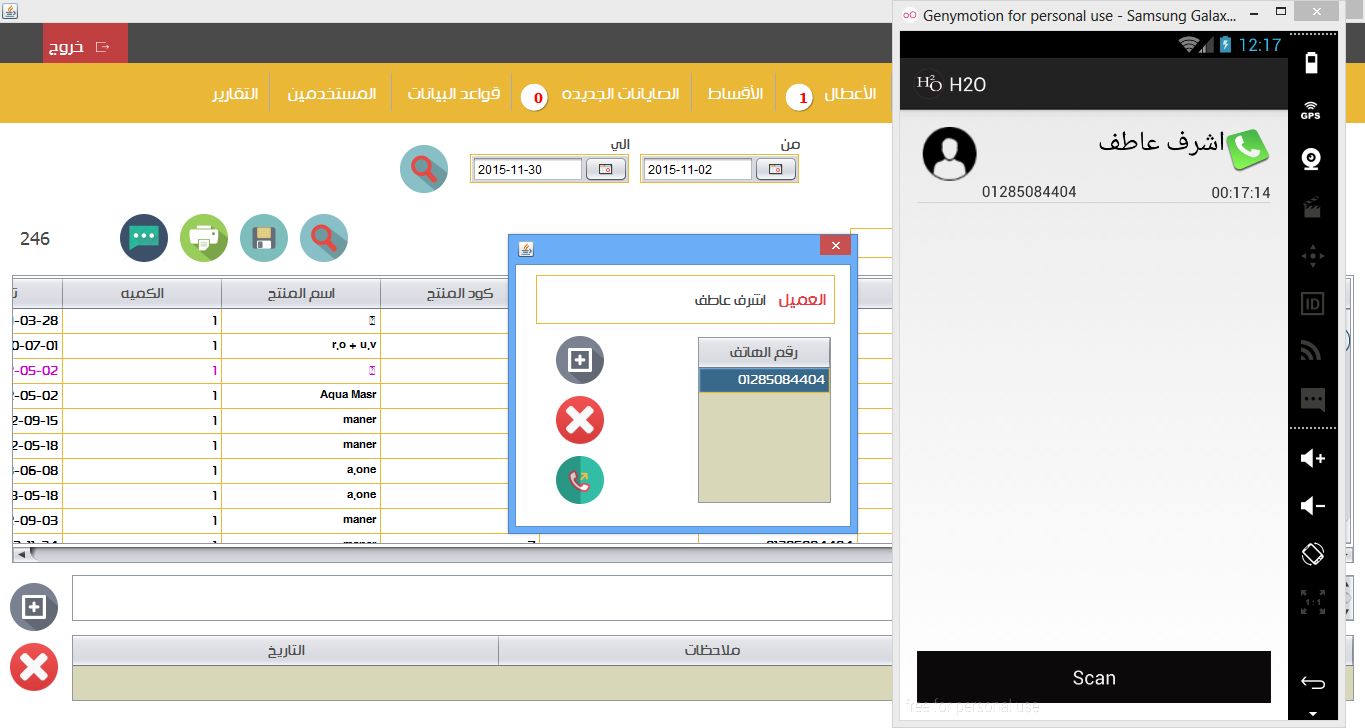 Genymotion for personal use - Samsung Galax...
خروج
12:17
H2O
H2O
GPS
الأعطال 1 الأقساط الصايانات الجديده 0 قواعد البيانات المستخدمين التقارير
من
الي
2015-11-02
2015-11-30
اشرف عاطف
01285084404
00:17:14
246
ID
العميل اشرف عاطف
كود المنتج اسم المنتج الكميه
رقم الهاتف
01285084404
1 03-28
r,o + u,v 1 07-01
1 05-02
Aqua Masr 1 05-02
maner 1 09-15
maner 1 05-18
a,one 1 06-08
a,one 1 05-18
maner 1 09-03
1:1
ملاحظات التاريخ
Scan
free for personal use